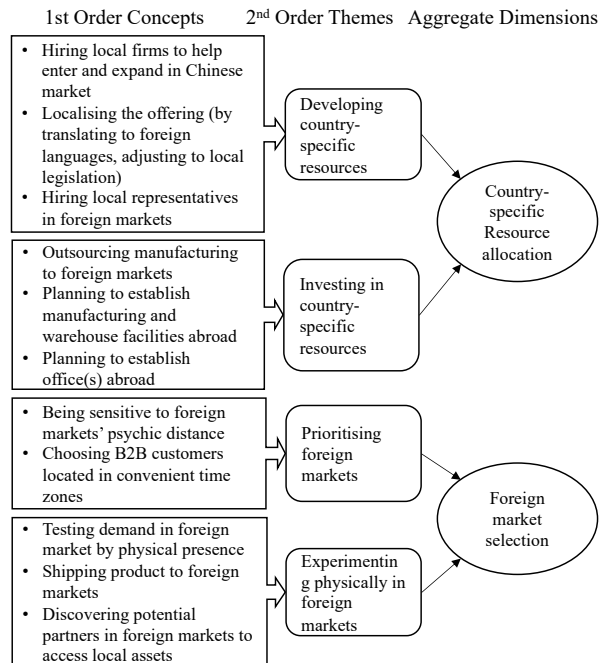 1st Order Concepts
2nd Order Themes
Aggregate Dimensions
• Hiring local firms to help
enter and expand in Chinese
market
• Localising the offering (by
translating to foreign
languages, adjusting to local
legislation)
• Hiring local representatives
in foreign markets
Developing
country-
specific
resources
• Outsourcing manufacturing
to foreign markets
• Planning to establish
manufacturing and
warehouse facilities abroad
• Planning to establish
office(s) abroad
Investing in
country-
specific
resources
Country-
specific
Resource
allocation
• Being sensitive to foreign
markets' psychic distance
• Choosing B2B customers
located in convenient time
zones
Prioritising
foreign
markets
• Testing demand in foreign
market by physical presence
• Shipping product to foreign
markets
• Discovering potential
partners in foreign markets to
access local assets
Experimentin
g physically in
foreign
markets
Foreign
market
selection